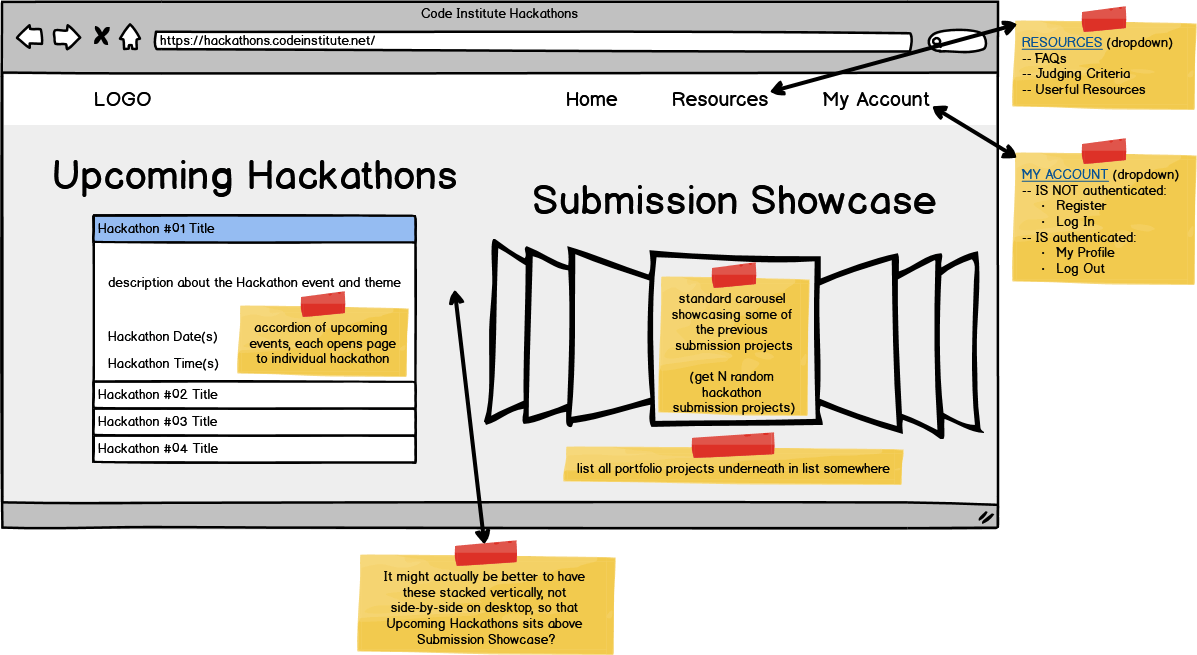 Code Institute Hackathons
https://hackathons.codeinstitute.net/
LOGO
Home
Resources
My Account
RESOURCES (dropdown)
-- FAQs
-- Judging Criteria
-- Userful Resources
MY ACCOUNT (dropdown)
-- IS NOT authenticated:
· Register
· Log In
-- IS authenticated:
· My Profile
· Log Out
Upcoming Hackathons
Hackathon #01 Title
description about the Hackathon event and theme
Hackathon Date(s)
Hackathon Time(s)
accordion of upcoming
events, each opens page
to individual hackathon
Hackathon #02 Title
Hackathon #03 Title
Hackathon #04 Title
Submission Showcase
standard carousel
showcasing some of
the previous
submission projects
(get N random
hackathon
submission projects)
list all portfolio projects underneath in list somewhere
It might actually be better to have
these stacked vertically, not
side-by-side on desktop, so that
Upcoming Hackathons sits above
Submission Showcase?